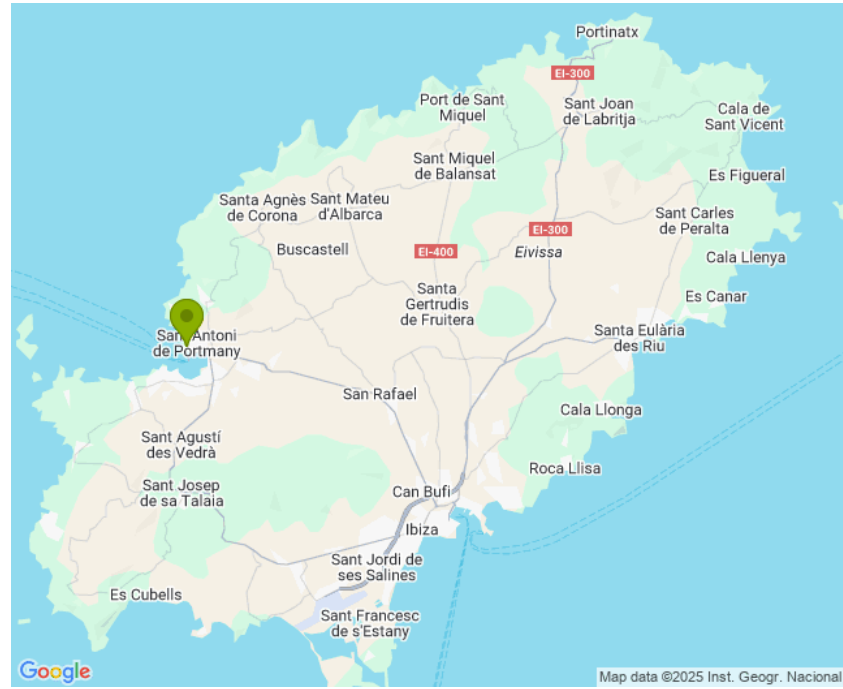 Portinatx
EI-300
Port de Sant
Miquel
Sant Joan
de Labritja
Cala de
Sant Vicent
Sant Miquel
de Balansat
Es Figueral
Santa Agnès
de Corona
Sant Mateu
d'Albarca
Sant Carles
de Peralta
EI-300
Buscastell
EI-400
Eivissa
Cala Llenya
Santa
Gertrudis
de Fruitera
Es Canar
Sant Antoni
de Portmany
Santa Eulària
des Riu
San Rafael
Cala Llonga
Sant Agustí
des Vedrà
Roca Llisa
Sant Josep
de sa Talaia
Can Bufi
Ibiza
Sant Jordi de
ses Salines
Es Cubells
Sant Francesc
de s'Estany
Google
Map data ©2025 Inst. Geogr. Nacional